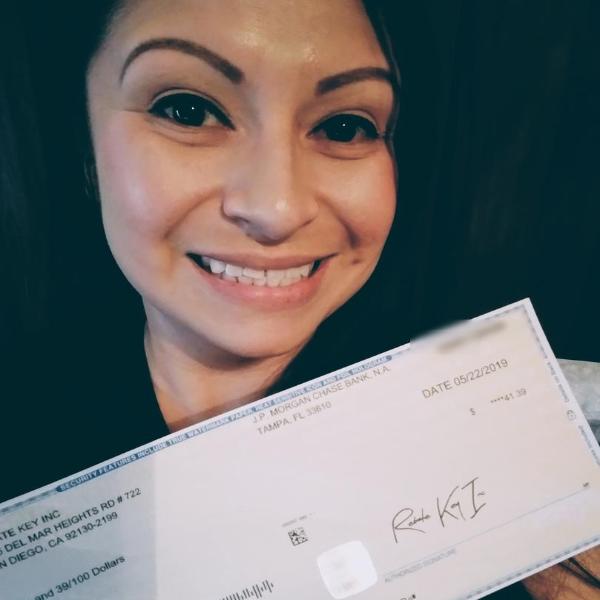 SECURITY FEATURES INCLUDE TRUE WATERMARK PAPER, HEAT SENSITIVE ICON AND FOIL HOLOGRAM
J.P. MORGAN CHASE BANK, N.A.
TAMPA, FL 33610
DATE 05/22/2019
$ ****41.39
ATE KEY INC
DEL MAR HEIGHTS RD # 722
N DIEGO, CA 92130-2199
and 39/100 Dollars
Rebate Key Inc
AUTHORIZED SIGNATURE